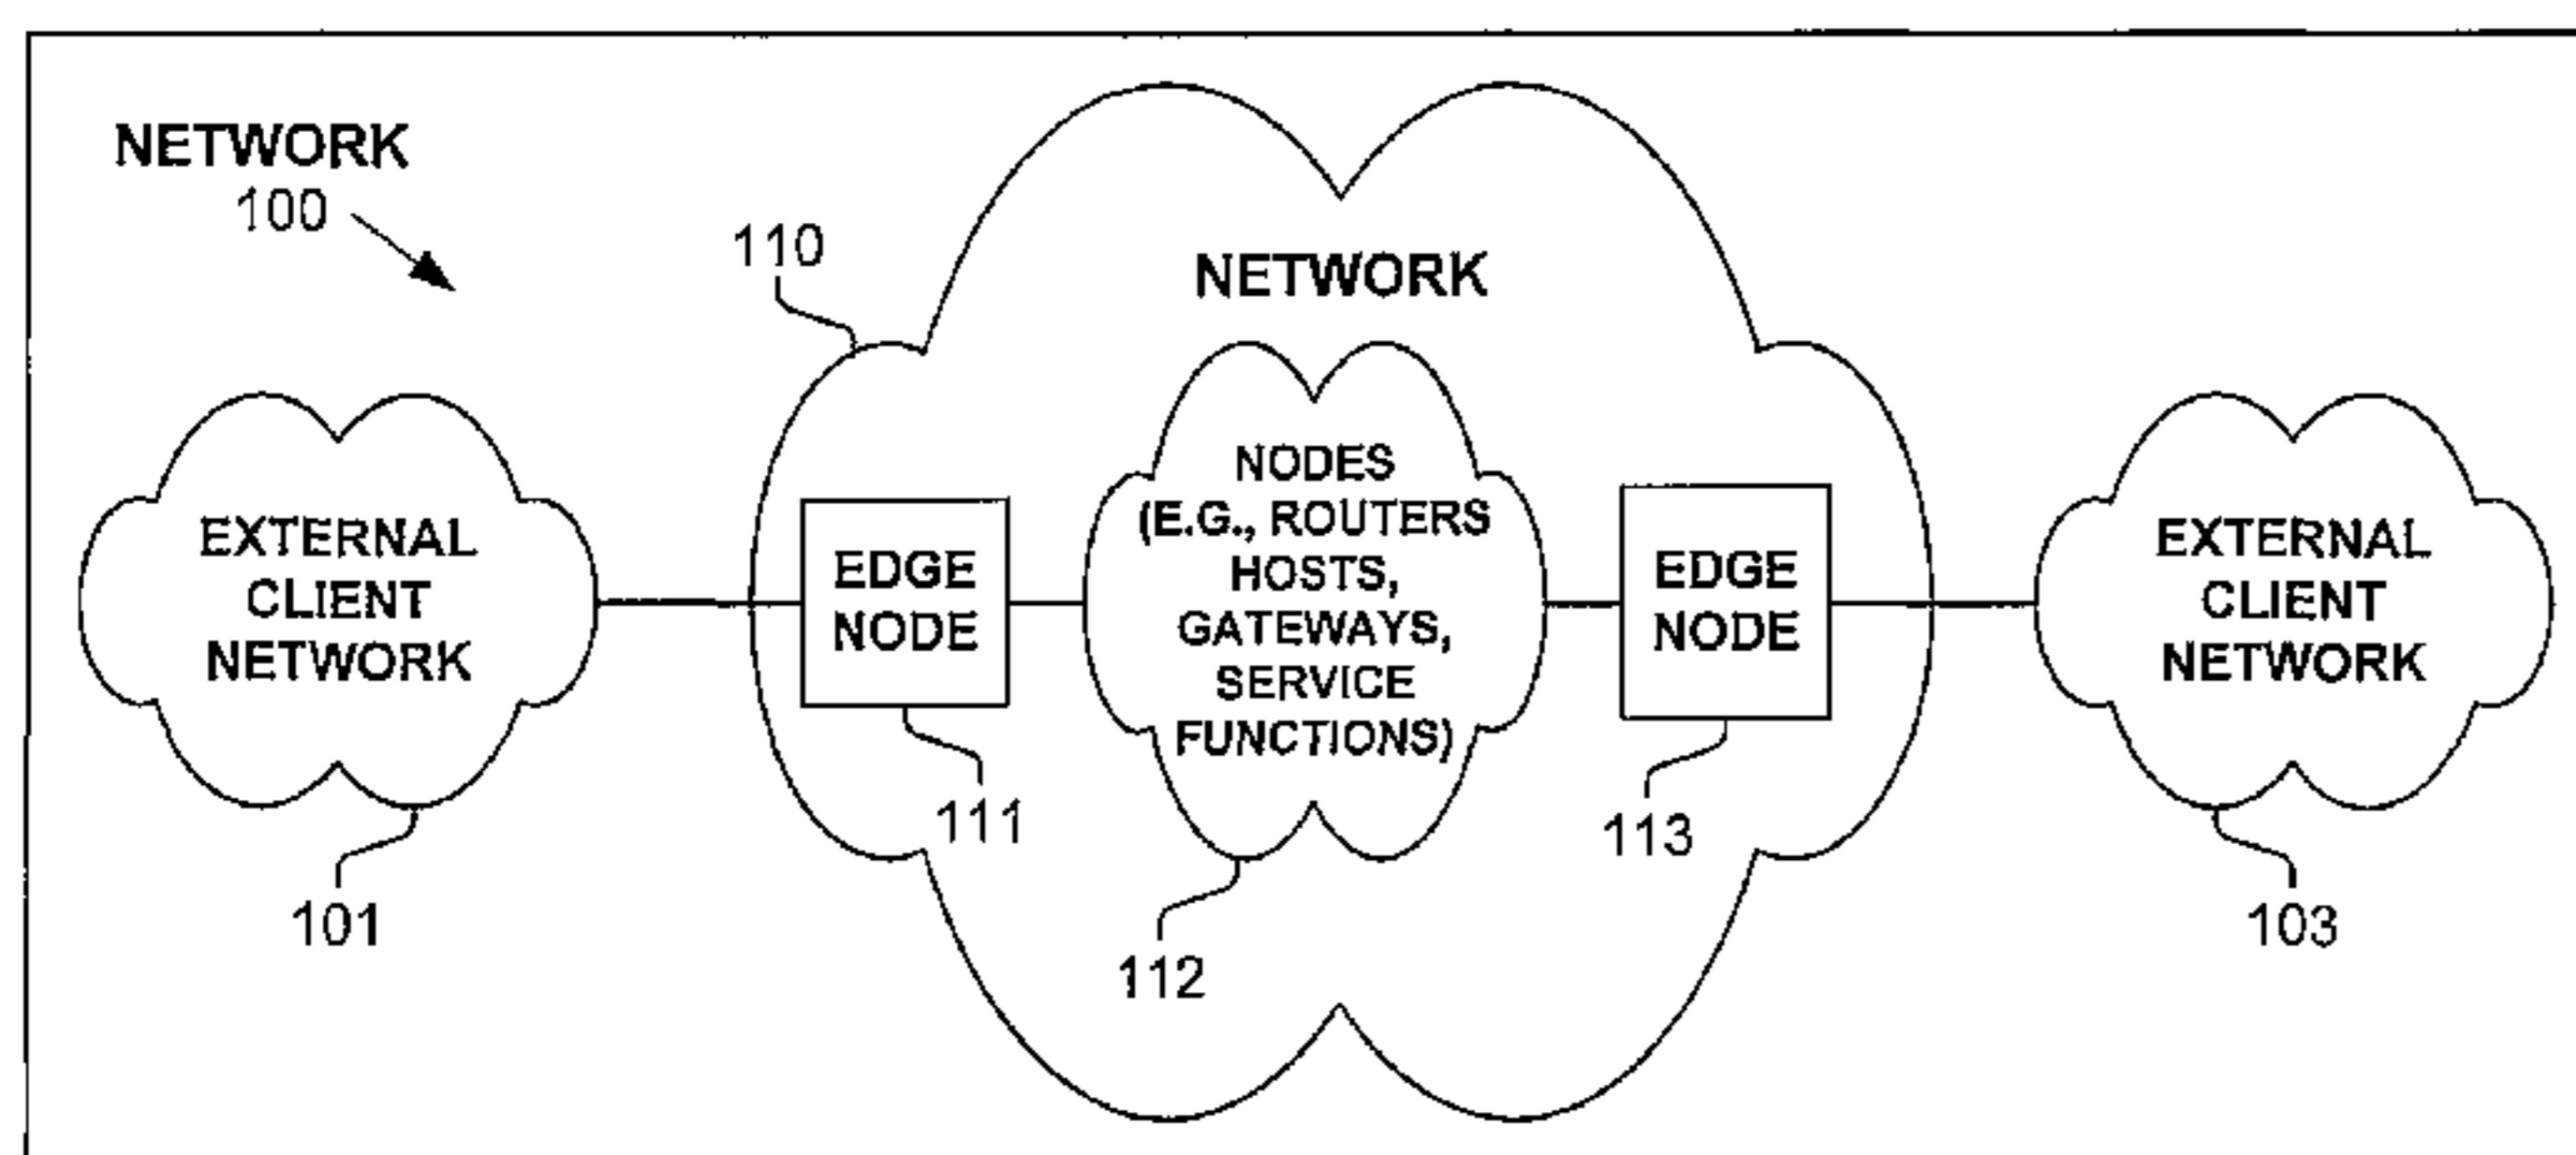 NETWORK
100
110
NETWORK
EXTERNAL
CLIENT
NETWORK
101
EDGE
NODE
111
NODES
(E.G., ROUTERS
HOSTS,
GATEWAYS,
SERVICE
FUNCTIONS)
112
EDGE
NODE
113
EXTERNAL
CLIENT
NETWORK
103